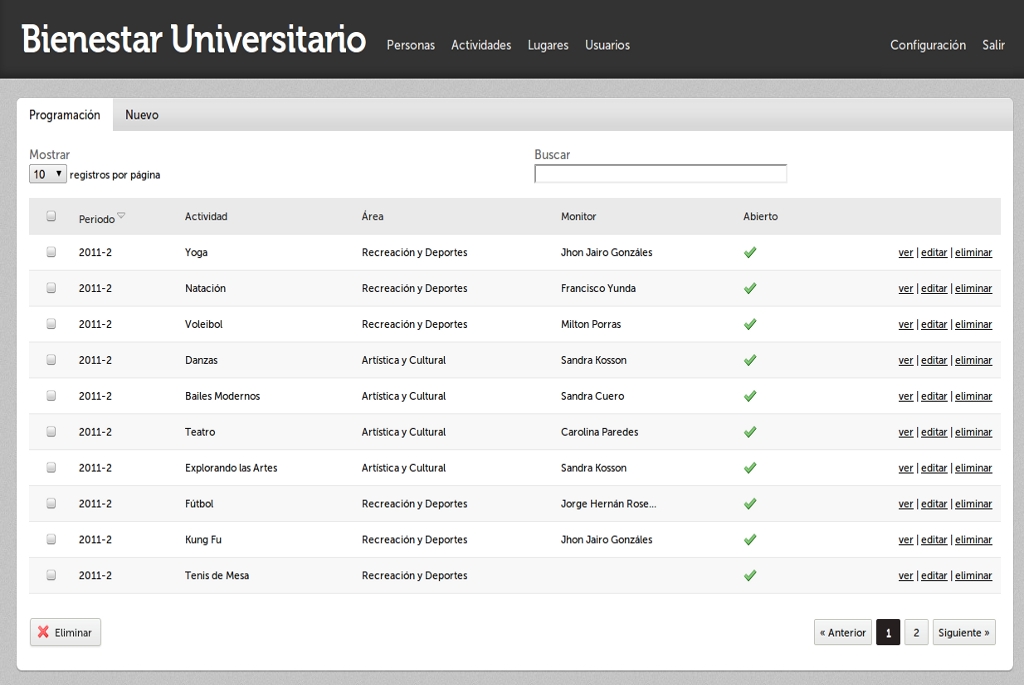 Bienestar Universitario Personas Actividades Lugares Usuarios Configuración Salir
Programación Nuevo
Mostrar Buscar
10 registros por página
Periodo Actividad Área Monitor Abierto
2011-2 Yoga Recreación y Deportes Jhon Jairo Gonzáles ver | editar | eliminar
2011-2 Natación Recreación y Deportes Francisco Yunda ver | editar | eliminar
2011-2 Voleibol Recreación y Deportes Milton Porras ver | editar | eliminar
2011-2 Danzas Artística y Cultural Sandra Kosson ver | editar | eliminar
2011-2 Bailes Modernos Artística y Cultural Sandra Cuero ver | editar | eliminar
2011-2 Teatro Artística y Cultural Carolina Paredes ver | editar | eliminar
2011-2 Explorando las Artes Artística y Cultural Sandra Kosson ver | editar | eliminar
2011-2 Fútbol Recreación y Deportes Jorge Hernán Rose... ver | editar | eliminar
2011-2 Kung Fu Recreación y Deportes Jhon Jairo Gonzáles ver | editar | eliminar
2011-2 Tenis de Mesa Recreación y Deportes ver | editar | eliminar
Eliminar « Anterior 1 2 Siguiente »